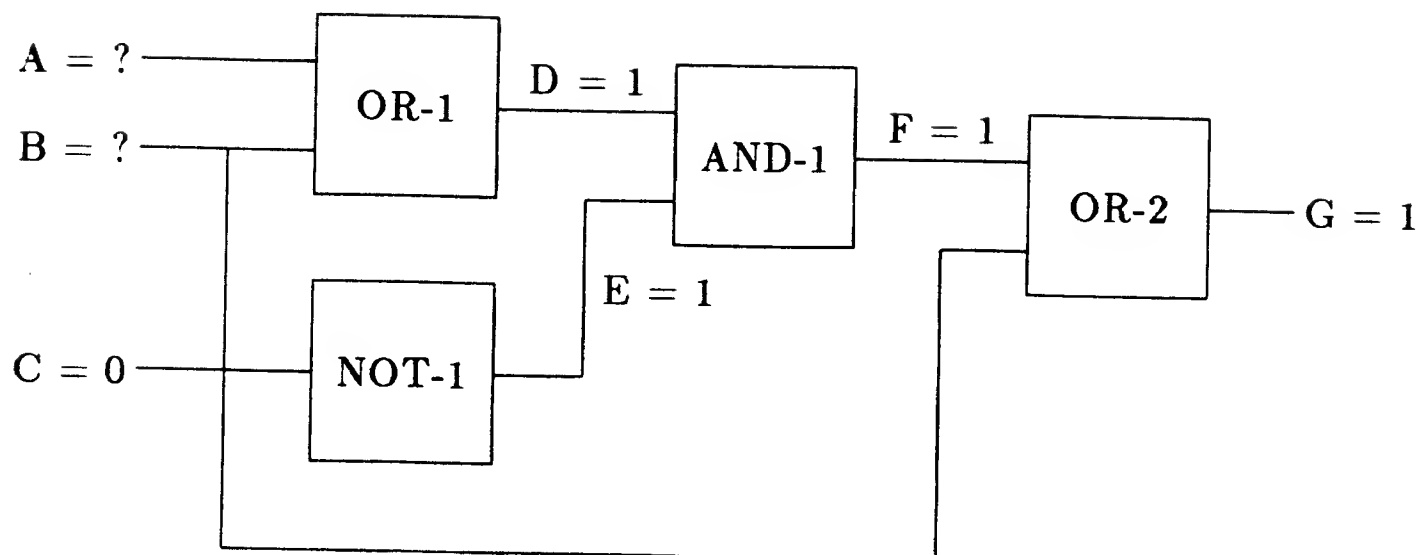 A = ?
OR-1
D = 1
B = ?
AND-1
F = 1
OR-2
G = 1
E = 1
C = 0
NOT-1